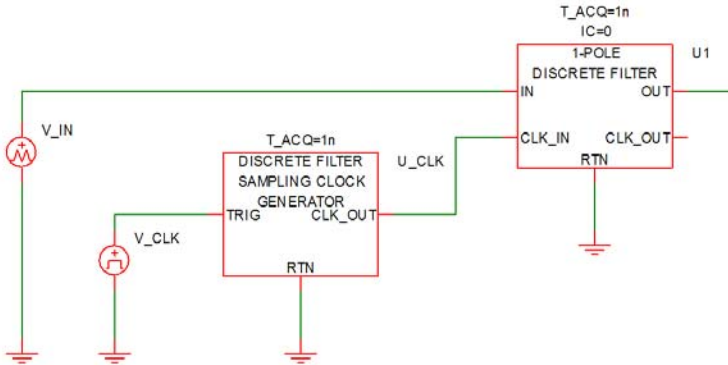 T_ACQ=1n
IC=0
1-POLE
U1
DISCRETE FILTER
IN
OUT
V_IN
CLK_IN
CLK_OUT
RTN
T_ACQ=1n
DISCRETE FILTER
U_CLK
SAMPLING CLOCK
GENERATOR
TRIG
CLK_OUT
V_CLK
RTN